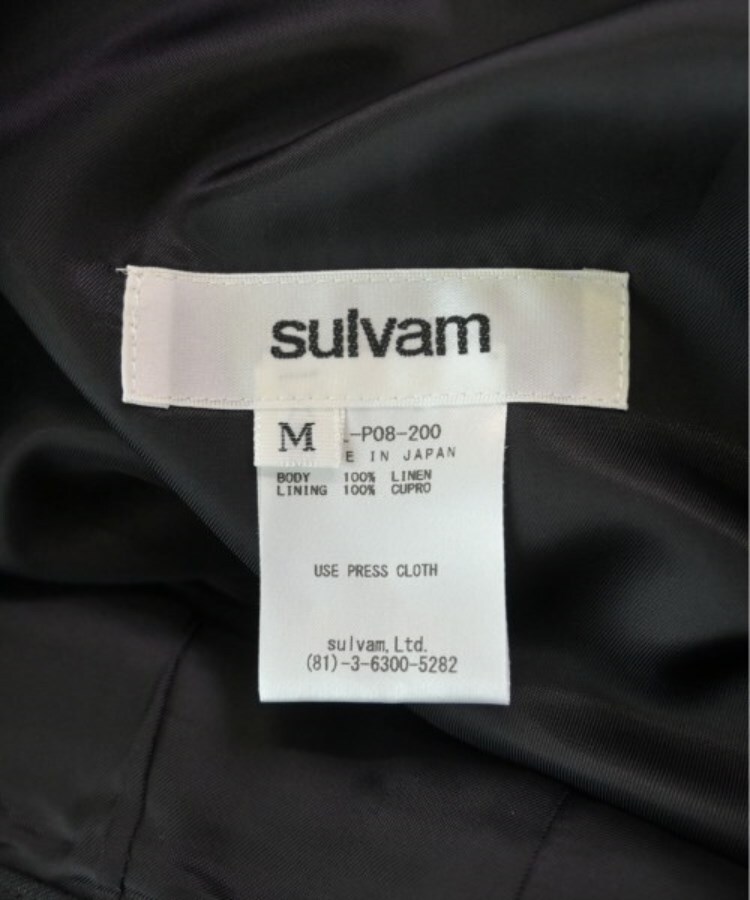 sulvam
M
-P08-200
E IN JAPAN
BODY 100% LINEN
LINING 100% CUPRO
USE PRESS CLOTH
sulvam,Ltd.
(81)-3-6300-5282